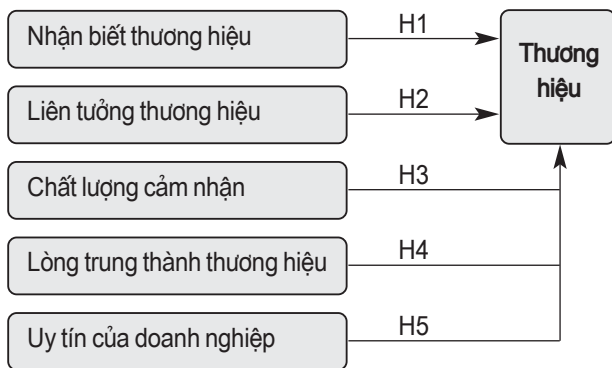 Nhận biết thương hiệu
H1
Thương
hiệu
Liên tưởng thương hiệu
H2
Chất lượng cảm nhận
H3
Lòng trung thành thương hiệu
H4
Uy tín của doanh nghiệp
H5